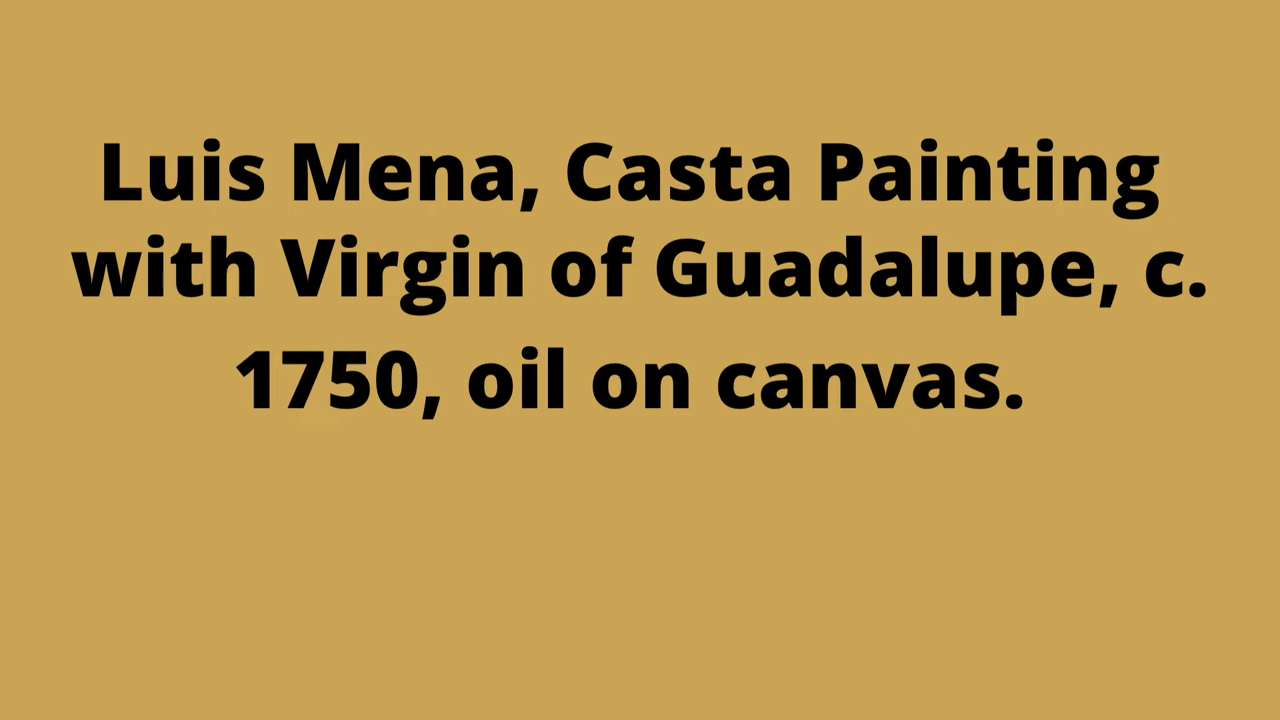 Luis Mena, Casta Painting
with Virgin of Guadalupe, c.
1750, oil on canvas.